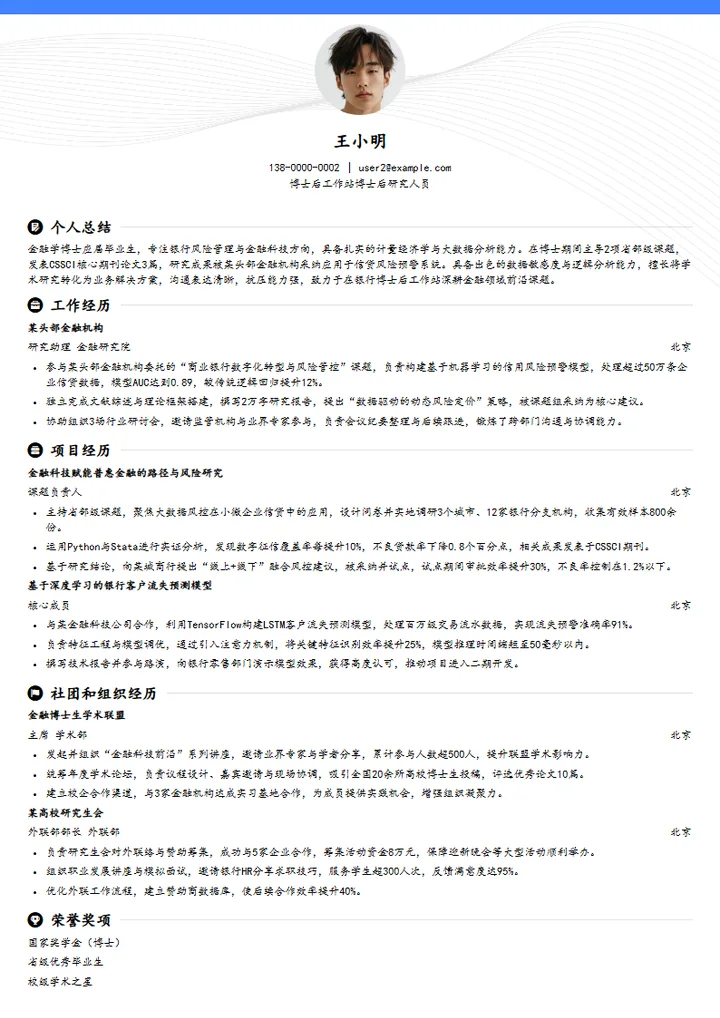 王小明
138-0000-0002 | user2@example.com
博士后工作站博士后研究人员
个人总结
金融学博士应届毕业生，专注银行风险管理与金融科技方向，具备扎实的计量经济学与大数据分析能力。在博士期间主导2项省部级课题，
发表CSSCI核心期刊论文3篇，研究成果被某头部金融机构采纳应用于信贷风险预警系统。具备出色的数据敏感度与逻辑分析能力，擅长将学
术研究转化为业务解决方案，沟通表达清晰，抗压能力强，致力于在银行博士后工作站深耕金融领域前沿课题。
工作经历
某头部金融机构
研究助理 金融研究院 北京
• 参与某头部金融机构委托的“商业银行数字化转型与风险管控”课题，负责构建基于机器学习的信用风险预警模型，处理超过50万条企
业信贷数据，模型AUC达到0.89，较传统逻辑回归提升12%。
• 独立完成文献综述与理论框架搭建，撰写2万字研究报告，提出“数据驱动的动态风险定价”策略，被课题组采纳为核心建议。
• 协助组织3场行业研讨会，邀请监管机构与业界专家参与，负责会议纪要整理与后续跟进，锻炼了跨部门沟通与协调能力。
项目经历
金融科技赋能普惠金融的路径与风险研究
课题负责人 北京
• 主持省部级课题，聚焦大数据风控在小微企业信贷中的应用，设计问卷并实地调研3个城市、12家银行分支机构，收集有效样本800余
份。
• 运用Python与Stata进行实证分析，发现数字征信覆盖率每提升10%，不良贷款率下降0.8个百分点，相关成果发表于CSSCI期刊。
• 基于研究结论，向某城商行提出“线上+线下”融合风控建议，被采纳并试点，试点期间审批效率提升30%，不良率控制在1.2%以下。
基于深度学习的银行客户流失预测模型
核心成员 北京
• 与某金融科技公司合作，利用TensorFlow构建LSTM客户流失预测模型，处理百万级交易流水数据，实现流失预警准确率91%。
• 负责特征工程与模型调优，通过引入注意力机制，将关键特征识别效率提升25%，模型推理时间缩短至50毫秒以内。
• 撰写技术报告并参与路演，向银行零售部门演示模型效果，获得高度认可，推动项目进入二期开发。
社团和组织经历
金融博士生学术联盟
主席 学术部 北京
• 发起并组织“金融科技前沿”系列讲座，邀请业界专家与学者分享，累计参与人数超500人，提升联盟学术影响力。
• 统筹年度学术论坛，负责议程设计、嘉宾邀请与现场协调，吸引全国20余所高校博士生投稿，评选优秀论文10篇。
• 建立校企合作渠道，与3家金融机构达成实习基地合作，为成员提供实践机会，增强组织凝聚力。
某高校研究生会
外联部部长 外联部 北京
• 负责研究生会对外联络与赞助筹集，成功与5家企业合作，筹集活动资金8万元，保障迎新晚会等大型活动顺利举办。
• 组织职业发展讲座与模拟面试，邀请银行HR分享求职技巧，服务学生超300人次，反馈满意度达95%。
• 优化外联工作流程，建立赞助商数据库，使后续合作效率提升40%。
荣誉奖项
国家奖学金（博士）
省级优秀毕业生
校级学术之星